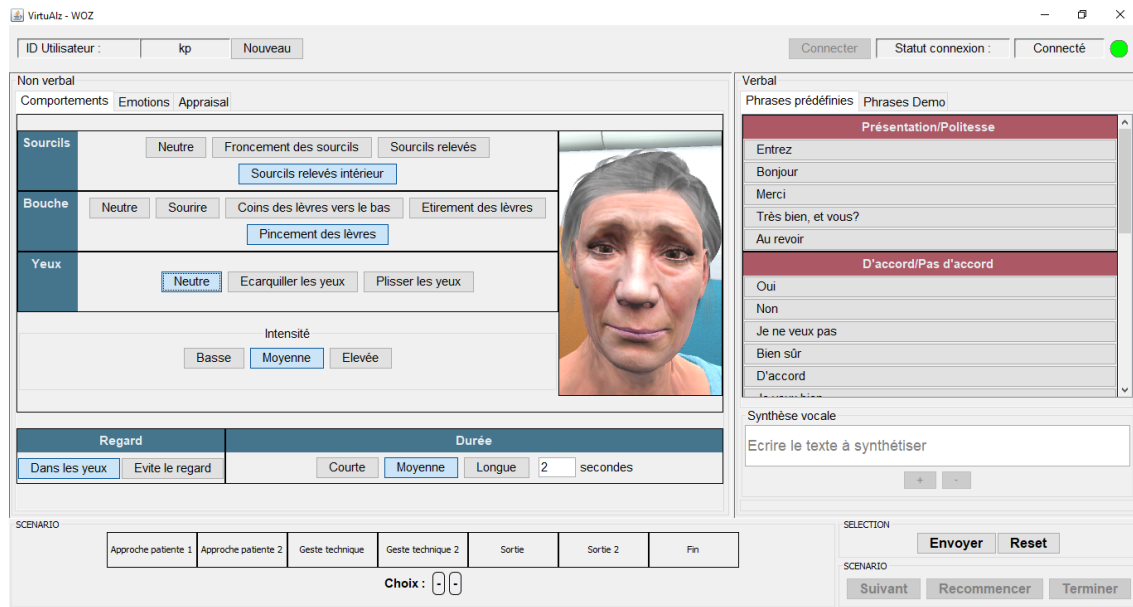 VirtuAlz - WOZ
ID Utilisateur : kp Nouveau Connecter Statut connexion : Connecté
Non verbal
Comportements Emotions Appraisal
Sourcils Neutre Froncement des sourcils Sourcils relevés
Sourcils relevés intérieur
Bouche Neutre Sourire Coins des lèvres vers le bas Etirement des lèvres
Pincement des lèvres
Yeux
Neutre Ecarquiller les yeux Plisser les yeux
Intensité
Basse Moyenne Elevée
Regard Durée
Dans les yeux Evite le regard Courte Moyenne Longue 2 secondes
Verbal
Phrases prédéfinies Phrases Demo
Présentation/Politesse
Entrez
Bonjour
Merci
Très bien, et vous?
Au revoir
D'accord/Pas d'accord
Oui
Non
Je ne veux pas
Bien sûr
D'accord
Synthèse vocale
Ecrire le texte à synthétiser
+ -
SCENARIO
Approche patiente 1 Approche patiente 2 Geste technique Geste technique 2 Sortie Sortie 2 Fin
Choix : - -
SELECTION
Envoyer Reset
SCENARIO
Suivant Recommencer Terminer